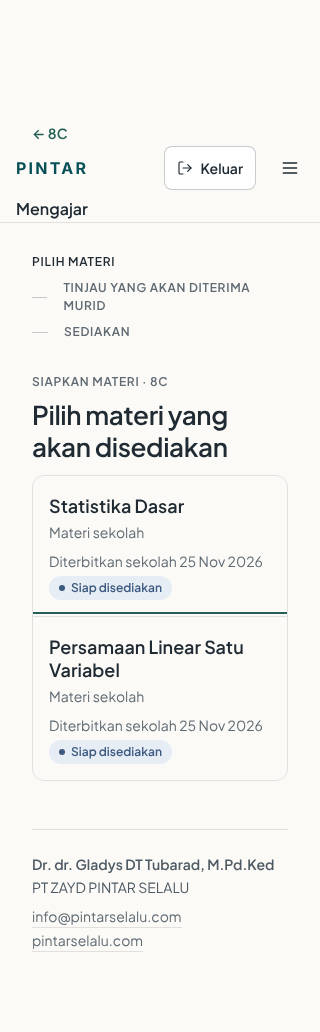 ← 8C
PINTAR
Keluar
Mengajar
PILIH MATERI
TINJAU YANG AKAN DITERIMA
MURID
SEDIAKAN
SIAPKAN MATERI · 8C
Pilih materi yang
akan disediakan
Statistika Dasar
Materi sekolah
Diterbitkan sekolah 25 Nov 2026
Siap disediakan
Persamaan Linear Satu
Variabel
Materi sekolah
Diterbitkan sekolah 25 Nov 2026
Siap disediakan
Dr. dr. Gladys DT Tubarad, M.Pd.Ked
PT ZAYD PINTAR SELALU
info@pintarselalu.com
pintarselalu.com